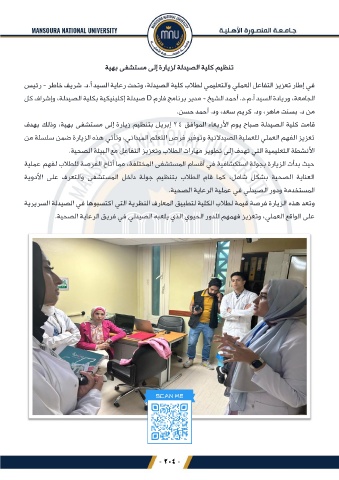 MANSOURA NATIONAL UNIVERSITY
جـامـعـة المنصـورة الأهـلـيـة
تنظيم كلية الصيدلة لزيارة إلى مستشفى بهية
في إطار تعزيز التفاعل العملي والتعليمي لطلاب كلية الصيدلة، وتحت رعاية السيد أ.د. شريف خاطر - رئيس
الجامعة، وريادة السيد أ.م.د. أحمد الشيخ - مدير برنامج فارم D صيدلة إكلينيكية بكلية الصيدلة، وإشراف كل
من د. بسنت ماهر، ود. كريم سعد، ود. أحمد حسن.
قامت كلية الصيدلة صباح يوم الأربعاء الموافق ٢٤ إبريل بتنظيم زيارة إلى مستشفى بهية، وذلك بهدف
تعزيز الفهم العملي للعملية الصيدلانية وتوفير فرص التعلم الميداني. وتأتي هذه الزيارة ضمن سلسلة من
الأنشطة التعليمية التي تهدف إلى تطوير مهارات الطلاب وتعزيز التفاعل مع البيئة الصحية.
حيث بدأت الزيارة بجولة استكشافية في أقسام المستشفى المختلفة، مما أتاح الفرصة للطلاب لفهم عملية
العناية الصحية بشكل شامل، كما قام الطلاب بتنظيم جولة داخل المستشفى والتعرف على الأدوية
المستخدمة ودور الصيدلي في عملية الرعاية الصحية.
وتعد هذه الزيارة فرصة قيمة لطلاب الكلية لتطبيق المعارف النظرية التي اكتسبوها في الصيدلة السريرية
على الواقع العملي، وتعزيز فهمهم للدور الحيوي الذي يلعبه الصيدلي في فريق الرعاية الصحية.
SCAN ME
- ٢٠٤ -